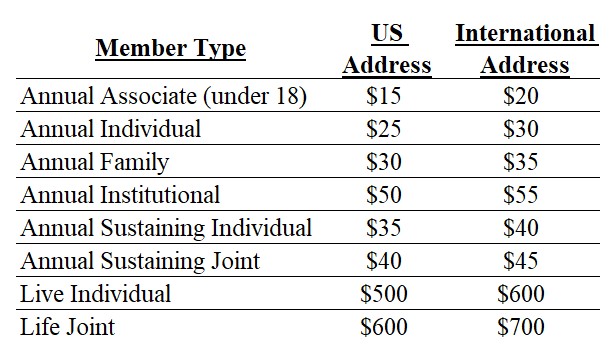 Member Type US Address International Address
Annual Associate (under 18) $15 $20
Annual Individual $25 $30
Annual Family $30 $35
Annual Institutional $50 $55
Annual Sustaining Individual $35 $40
Annual Sustaining Joint $40 $45
Live Individual $500 $600
Life Joint $600 $700